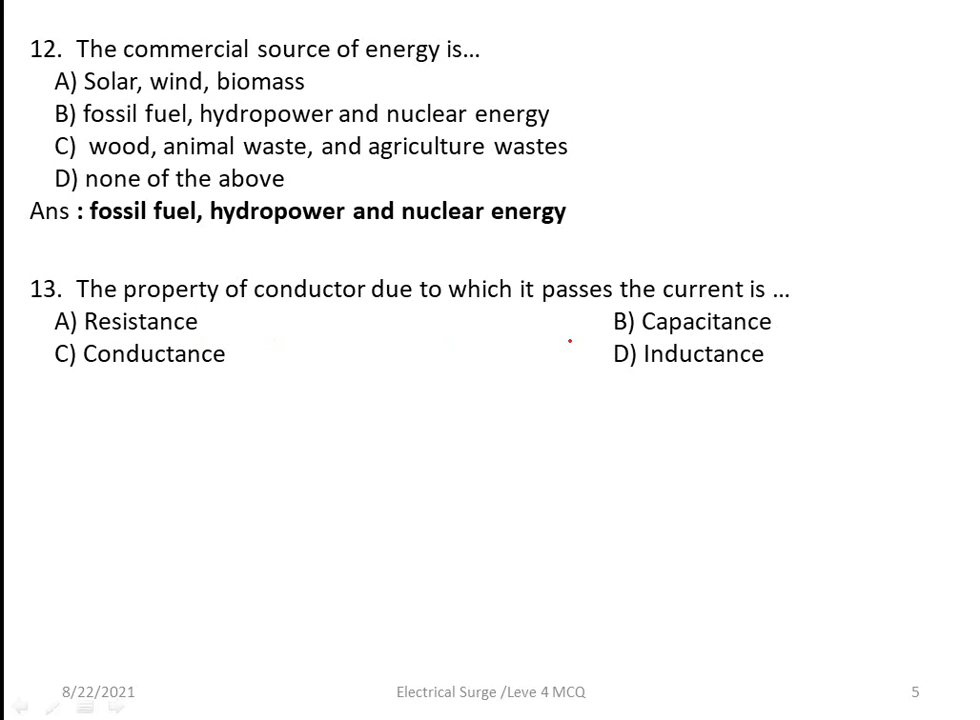 12. The commercial source of energy is...
A) Solar, wind, biomass
B) fossil fuel, hydropower and nuclear energy
C) wood, animal waste, and agriculture wastes
D) none of the above
Ans : fossil fuel, hydropower and nuclear energy
13. The property of conductor due to which it passes the current is ...
A) Resistance B) Capacitance
C) Conductance D) Inductance
8/22/2021 Electrical Surge /Leve 4 MCQ 5